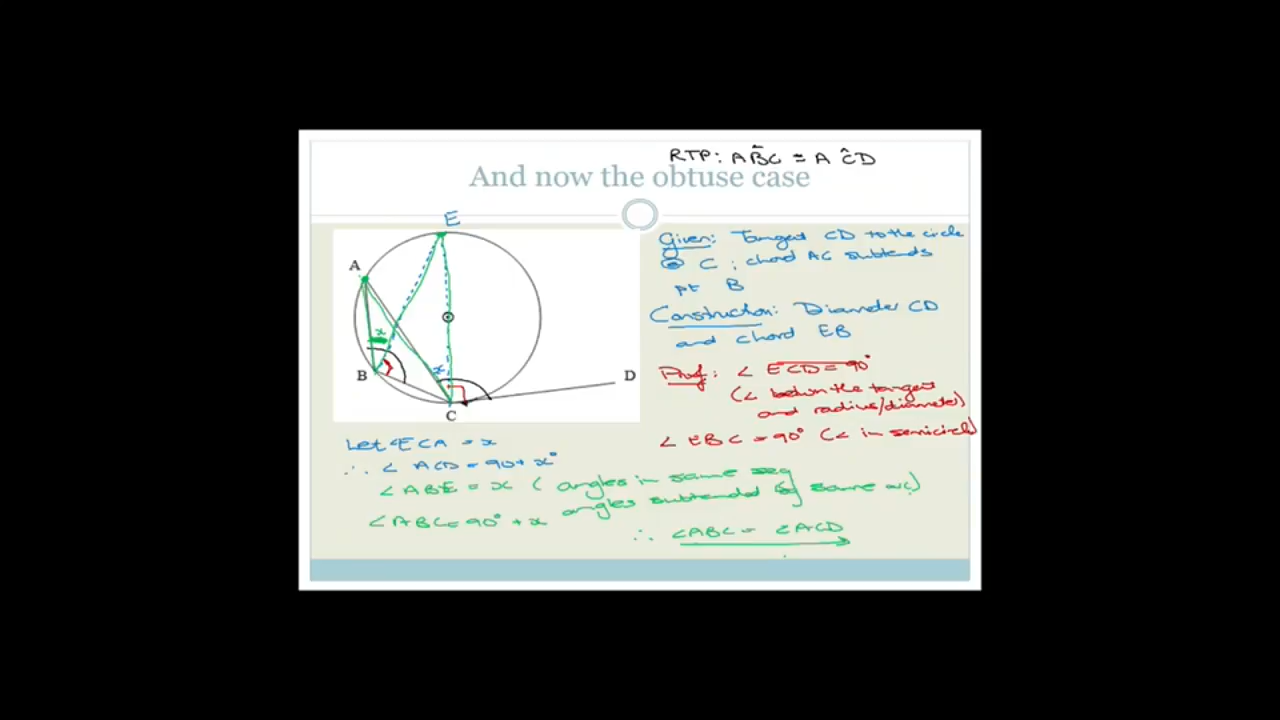 RTP: AB̂C = AĈD
And now the obtuse case
E
A
x
B
x
C
D
Given: Tangent CD to the circle
@ C ; chord AC subtends
pt B
Construction: Diameter CD
and chord EB
Proof: ∠ ECD = 90°
(∠ between the tangent
and radius/diameter)
∠ EBC = 90° (∠ in semicircle)
Let ∠ECA = x
∴ ∠ ACD = 90 + x°
∠ABE = x ( angles in same seg
angles subtended by same arc)
∠ABC = 90° + x
∴ ∠ABC = ∠ACD